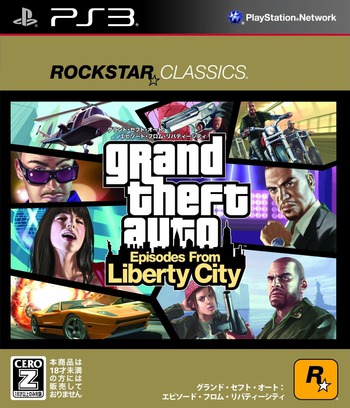 PS3
PlayStation®Network
ROCKSTAR CLASSICS
グランド・セフト・オート：
エピソード・フロム・リバティーシティ
grand
theft
auto
Episodes From
Liberty City
CERO
Z
18才以上のみ対象
本商品は
18才未満
の方には
販売して
おりません
R
グランド・セフト・オート：
エピソード・フロム・リバティーシティ